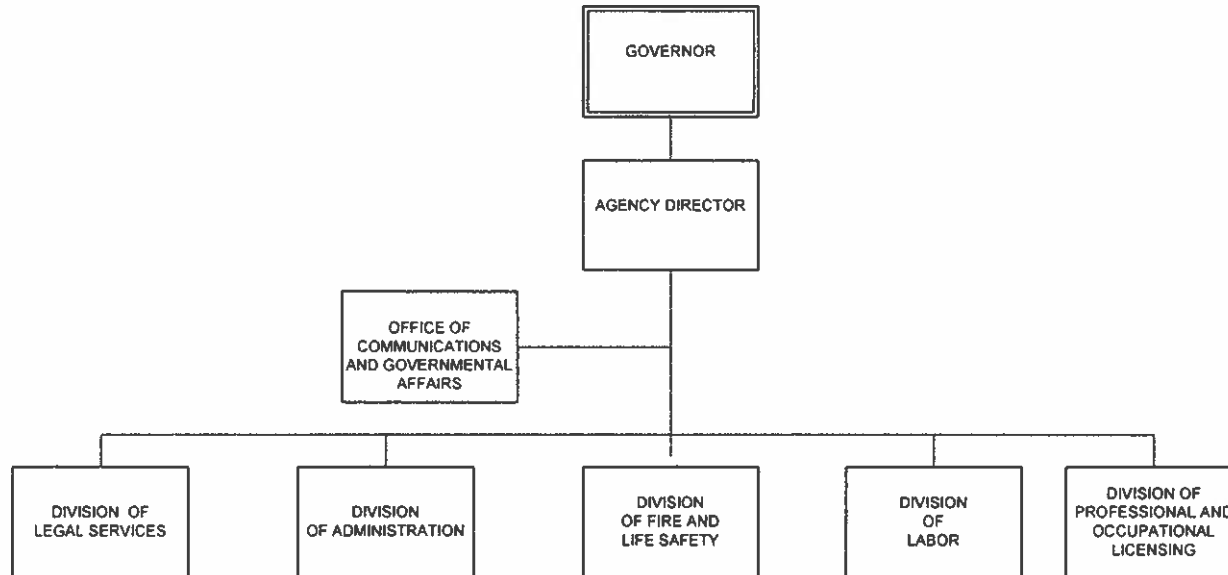 GOVERNOR
AGENCY DIRECTOR
OFFICE OF
COMMUNICATIONS
AND GOVERNMENTAL
AFFAIRS
DIVISION OF
LEGAL SERVICES
DIVISION
OF ADMINISTRATION
DIVISION
OF FIRE AND
LIFE SAFETY
DIVISION
OF
LABOR
DIVISION OF
PROFESSIONAL AND
OCCUPATIONAL
LICENSING